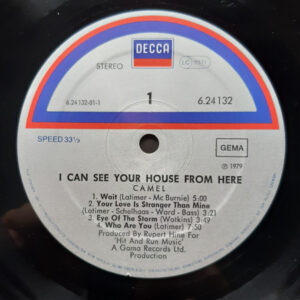 DECCA
STEREO
LC
6.24132-01-1
1
6.24132
SPEED 33⅓
GEMA
℗ 1979
I CAN SEE YOUR HOUSE FROM HERE
CAMEL
1. Wait (Latimer - Mc Burnie) 5:00
2. Your Love Is Stranger Than Mine
(Latimer - Schelhaas - Ward - Bass) 3:21
3. Eye Of The Storm (Watkins) 3:49
4. Who Are You (Latimer) 7:50
Produced By Rupert Hine For
'Hit And Run Music'
A Gama Records Ltd.
Production